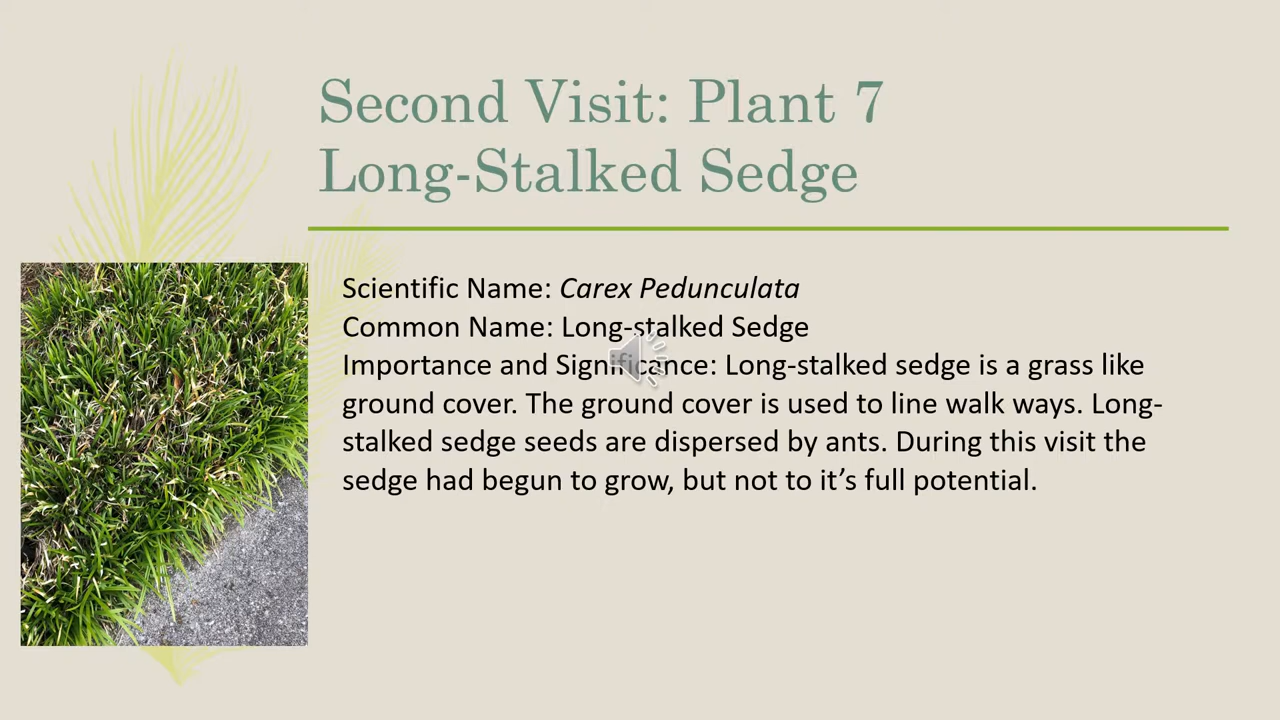 Second Visit: Plant 7
Long-Stalked Sedge
Scientific Name: Carex Pedunculata
Common Name: Long-stalked Sedge
Importance and Significance: Long-stalked sedge is a grass like
ground cover. The ground cover is used to line walk ways. Long-
stalked sedge seeds are dispersed by ants. During this visit the
sedge had begun to grow, but not to it’s full potential.